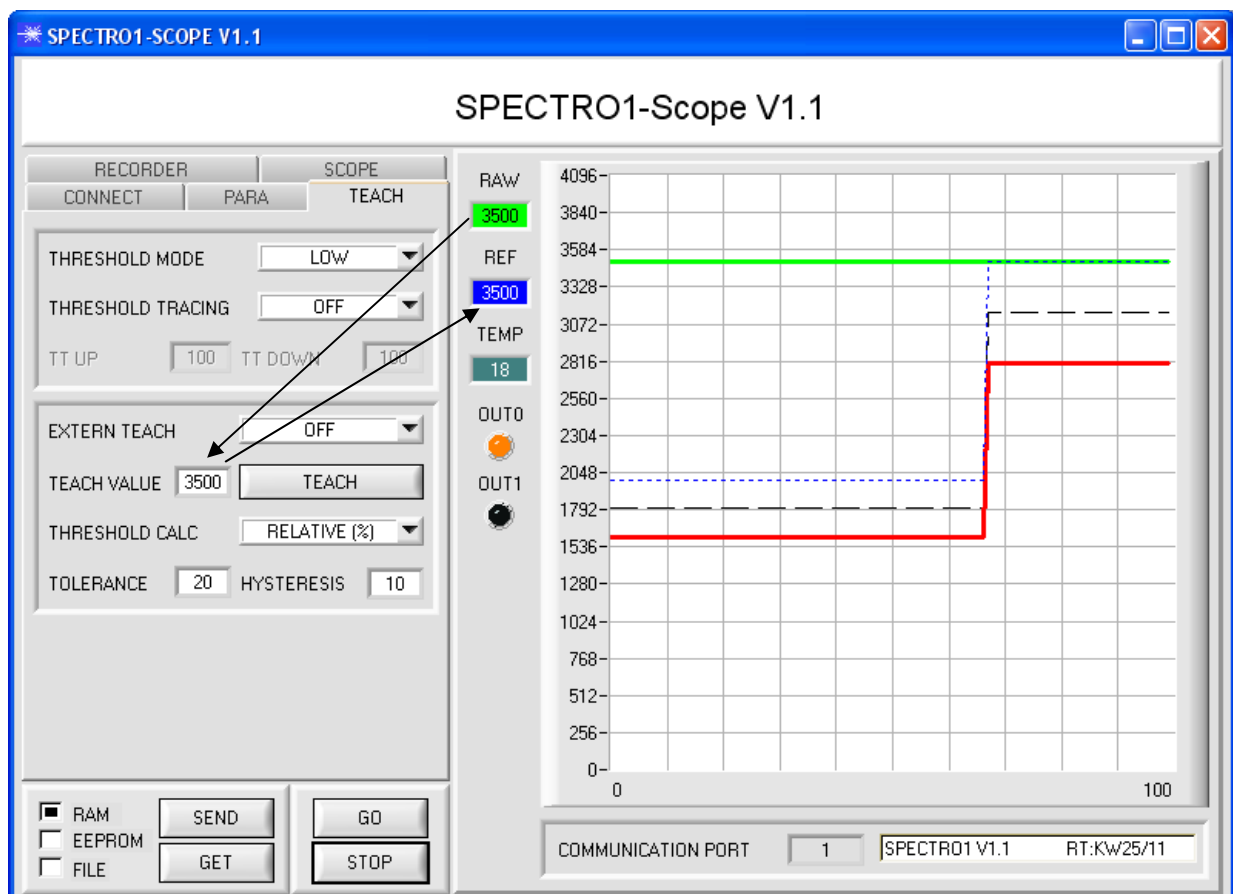 SPECTRO1-SCOPE V1.1
SPECTRO1-Scope V1.1
RECORDER SCOPE
CONNECT PARA TEACH
THRESHOLD MODE LOW
THRESHOLD TRACING OFF
TT UP 100 TT DOWN 100
EXTERN TEACH OFF
TEACH VALUE 3500 TEACH
THRESHOLD CALC RELATIVE (%)
TOLERANCE 20 HYSTERESIS 10
RAM
EEPROM
FILE
SEND
GET
GO
STOP
RAW
3500
REF
3500
TEMP
18
OUT0
OUT1
4096
3840
3584
3328
3072
2816
2560
2304
2048
1792
1536
1280
1024
768
512
256
0
0 100
COMMUNICATION PORT 1 SPECTRO1 V1.1 RT:KW25/11